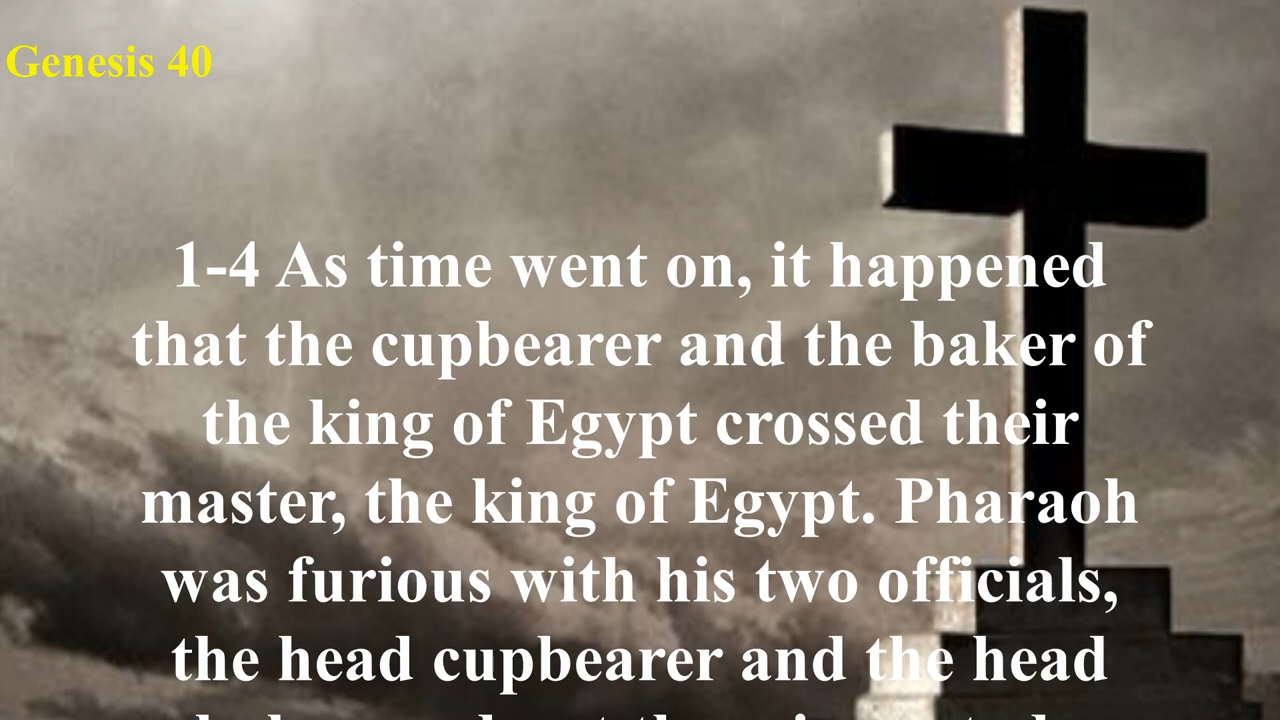 Genesis 40
1-4 As time went on, it happened
that the cupbearer and the baker of
the king of Egypt crossed their
master, the king of Egypt. Pharaoh
was furious with his two officials,
the head cupbearer and the head